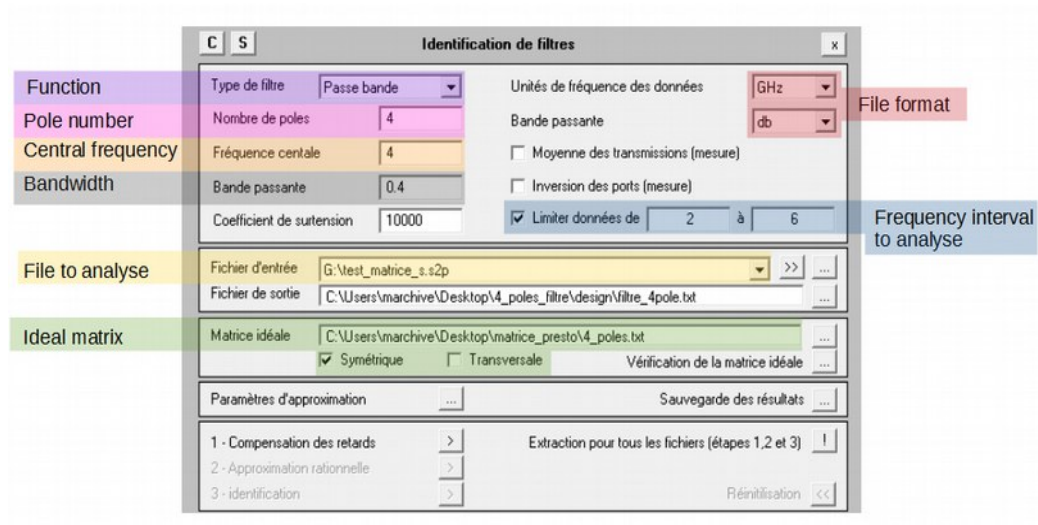 C S Identification de filtres x
Function Type de filtre Passe bande Unités de fréquence des données GHz
File format
Pole number Nombre de poles 4 Bande passante db
Central frequency Fréquence centale 4 Moyenne des transmissions (mesure)
Bandwidth Bande passante 0.4 Inversion des ports (mesure)
Coefficient de surtension 10000 Limiter données de 2 à 6 Frequency interval
to analyse
File to analyse Fichier d'entrée G:\test_matrice_s.s2p >> ...
Fichier de sortie C:\Users\marchive\Desktop\4_poles_filtre\design\filtre_4pole.txt ...
Ideal matrix Matrice idéale C:\Users\marchive\Desktop\matrice_presto\4_poles.txt ...
Symétrique Transversale Vérification de la matrice idéale ...
Paramètres d'approximation ... Sauvegarde des résultats ...
1 - Compensation des retards > Extraction pour tous les fichiers (étapes 1,2 et 3) !
2 - Approximation rationnelle >
3 - identification > Réinitilisation <<